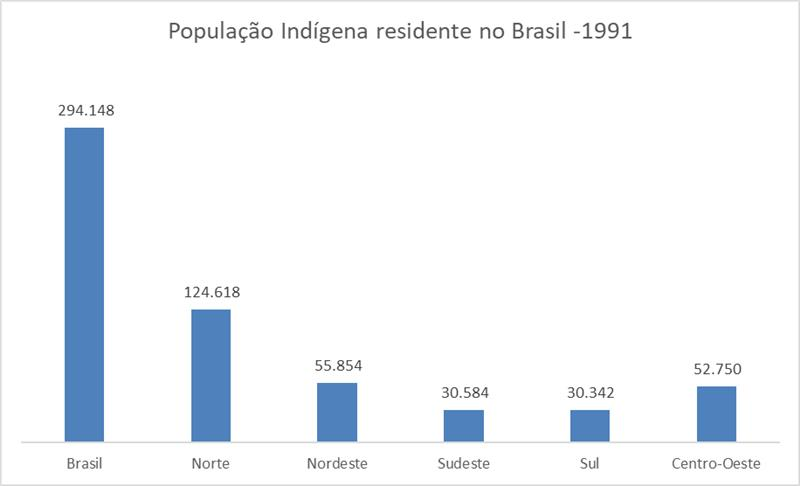 População Indígena residente no Brasil -1991
294.148
124.618
55.854
30.584
30.342
52.750
Brasil
Norte
Nordeste
Sudeste
Sul
Centro-Oeste